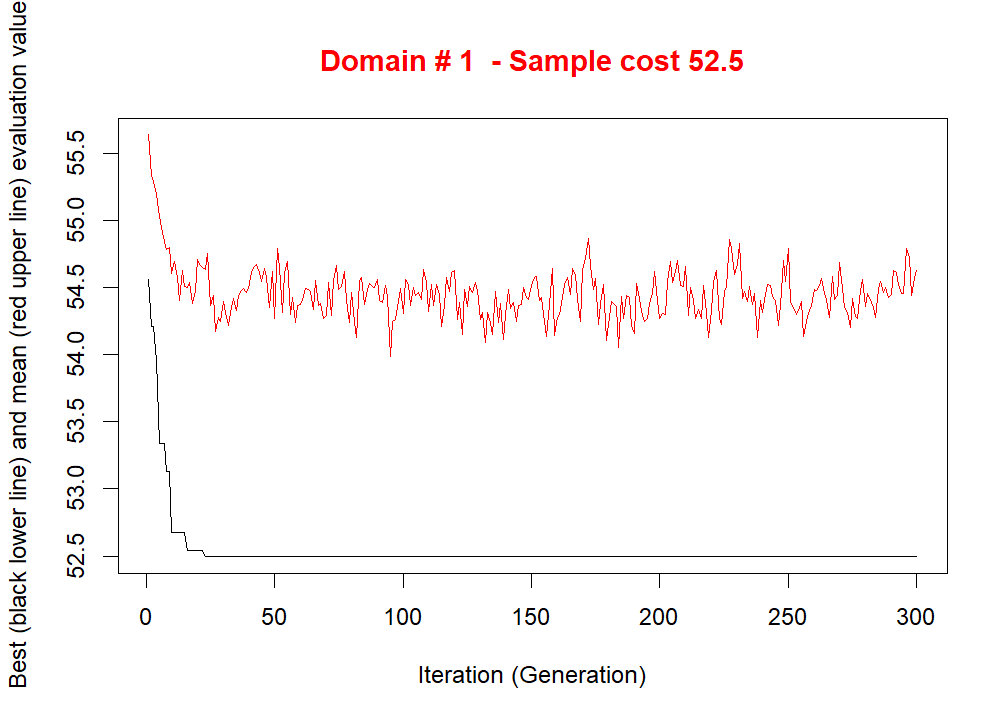 Domain # 1  - Sample cost 52.5
Best (black lower line) and mean (red upper line) evaluation value
55.5
55.0
54.5
54.0
53.5
53.0
52.5
0 50 100 150 200 250 300
Iteration (Generation)